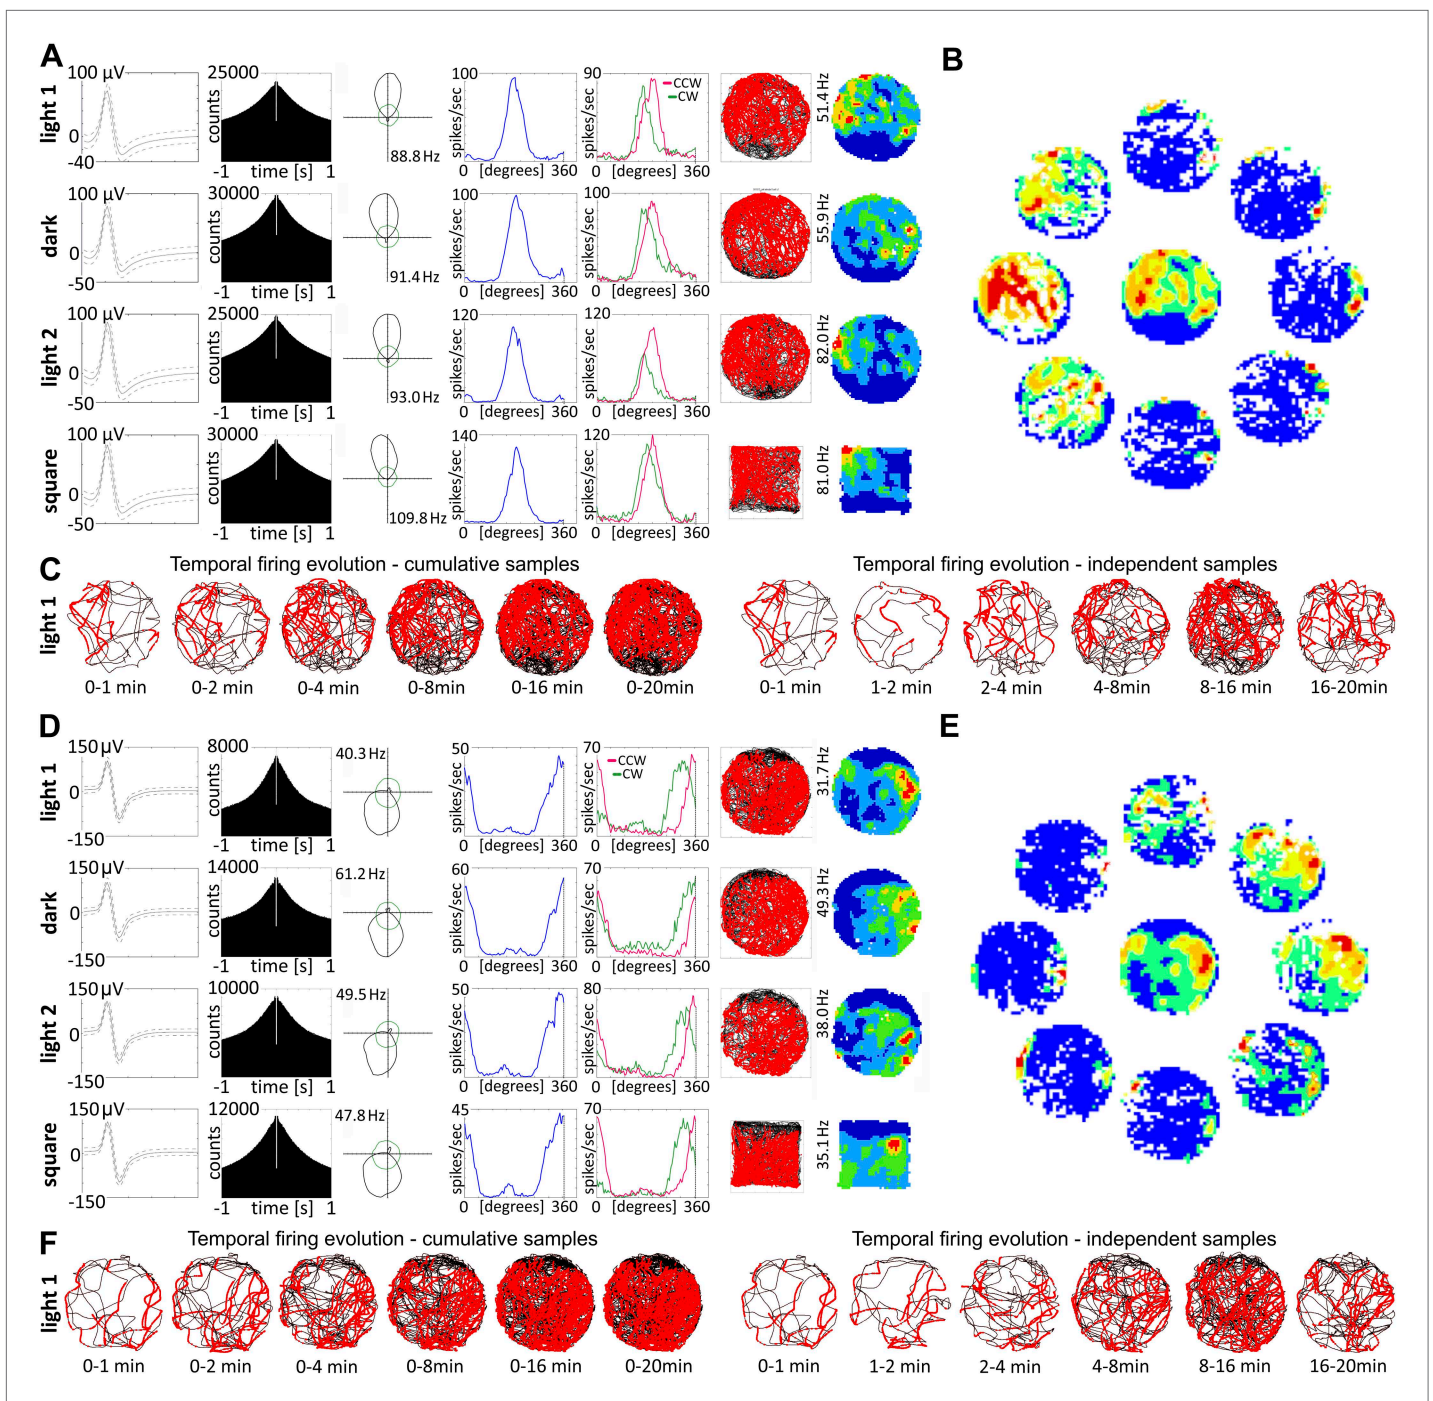 A
B
light 1
100 µV
0
-40
25000
counts
-1 time [s] 1
88.8 Hz
100
spikes/sec
0 [degrees] 360
90
spikes/sec
CCW
CW
0 [degrees] 360
51.4 Hz
dark
100 µV
0
-50
30000
counts
-1 time [s] 1
91.4 Hz
100
spikes/sec
0 [degrees] 360
100
spikes/sec
0 [degrees] 360
55.9 Hz
light 2
100 µV
0
-50
25000
counts
-1 time [s] 1
93.0 Hz
120
spikes/sec
0 [degrees] 360
120
spikes/sec
0 [degrees] 360
82.0 Hz
square
100 µV
0
-50
30000
counts
-1 time [s] 1
109.8 Hz
140
spikes/sec
0 [degrees] 360
120
spikes/sec
0 [degrees] 360
81.0 Hz
C
Temporal firing evolution - cumulative samples
Temporal firing evolution - independent samples
light 1
0-1 min 0-2 min 0-4 min 0-8min 0-16 min 0-20min
0-1 min 1-2 min 2-4 min 4-8min 8-16 min 16-20min
D
E
light 1
150 µV
0
-150
8000
counts
-1 time [s] 1
40.3 Hz
50
spikes/sec
0 [degrees] 360
70
spikes/sec
CCW
CW
0 [degrees] 360
31.7 Hz
dark
150 µV
0
-150
14000
counts
-1 time [s] 1
61.2 Hz
60
spikes/sec
0 [degrees] 360
70
spikes/sec
0 [degrees] 360
49.3 Hz
light 2
150 µV
0
-150
10000
counts
-1 time [s] 1
49.5 Hz
50
spikes/sec
0 [degrees] 360
80
spikes/sec
0 [degrees] 360
38.0 Hz
square
150 µV
0
-150
12000
counts
-1 time [s] 1
47.8 Hz
45
spikes/sec
0 [degrees] 360
70
spikes/sec
0 [degrees] 360
35.1 Hz
F
Temporal firing evolution - cumulative samples
Temporal firing evolution - independent samples
light 1
0-1 min 0-2 min 0-4 min 0-8min 0-16 min 0-20min
0-1 min 1-2 min 2-4 min 4-8min 8-16 min 16-20min